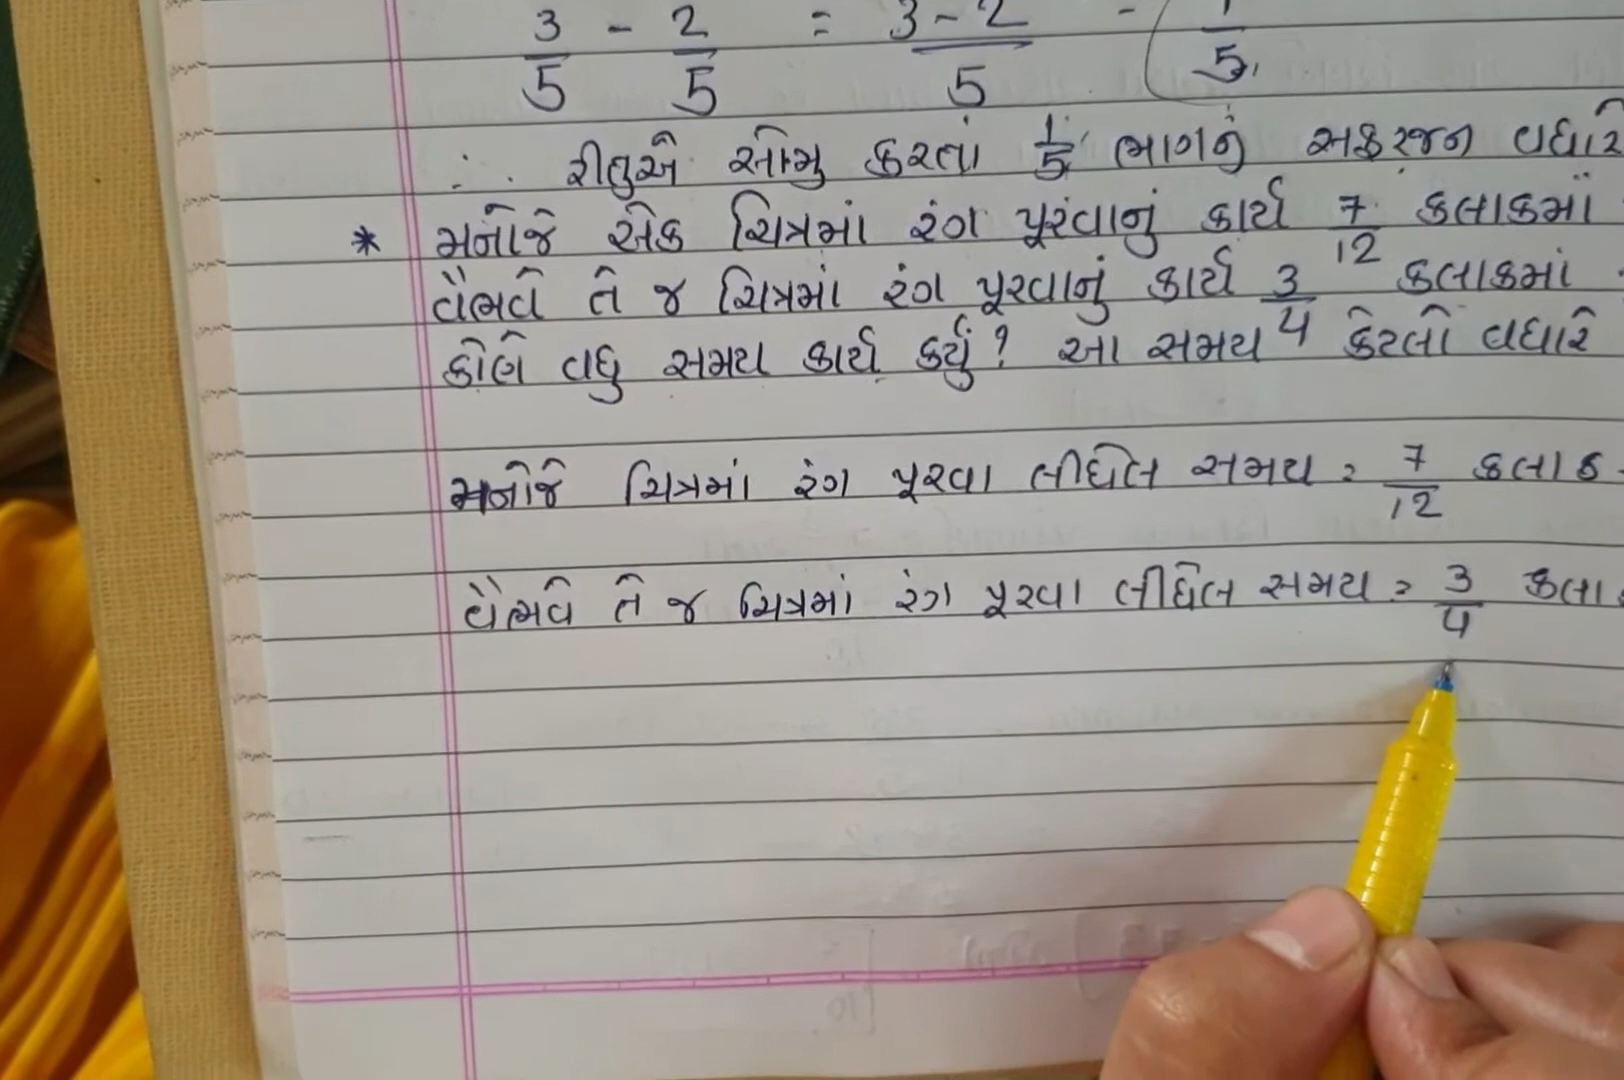 3/5 - 2/5 = 3-2/5 - 1/5
∴ રીતુએ સોમુ કરતાં 1/5 ભાગનું સફરજન વધારે
* મનોજે એક ચિત્રમાં રંગ પૂરવાનું કાર્ય 7/12 કલાકમાં
વૈભવે તે જ ચિત્રમાં રંગ પૂરવાનું કાર્ય 3/4 કલાકમાં
કોણે વધુ સમય કાર્ય કર્યું? આ સમય કેટલો વધારે
મનોજે ચિત્રમાં રંગ પૂરવા લીધેલ સમય = 7/12 કલાક
વૈભવે તે જ ચિત્રમાં રંગ પૂરવા લીધેલ સમય = 3/4 કલા